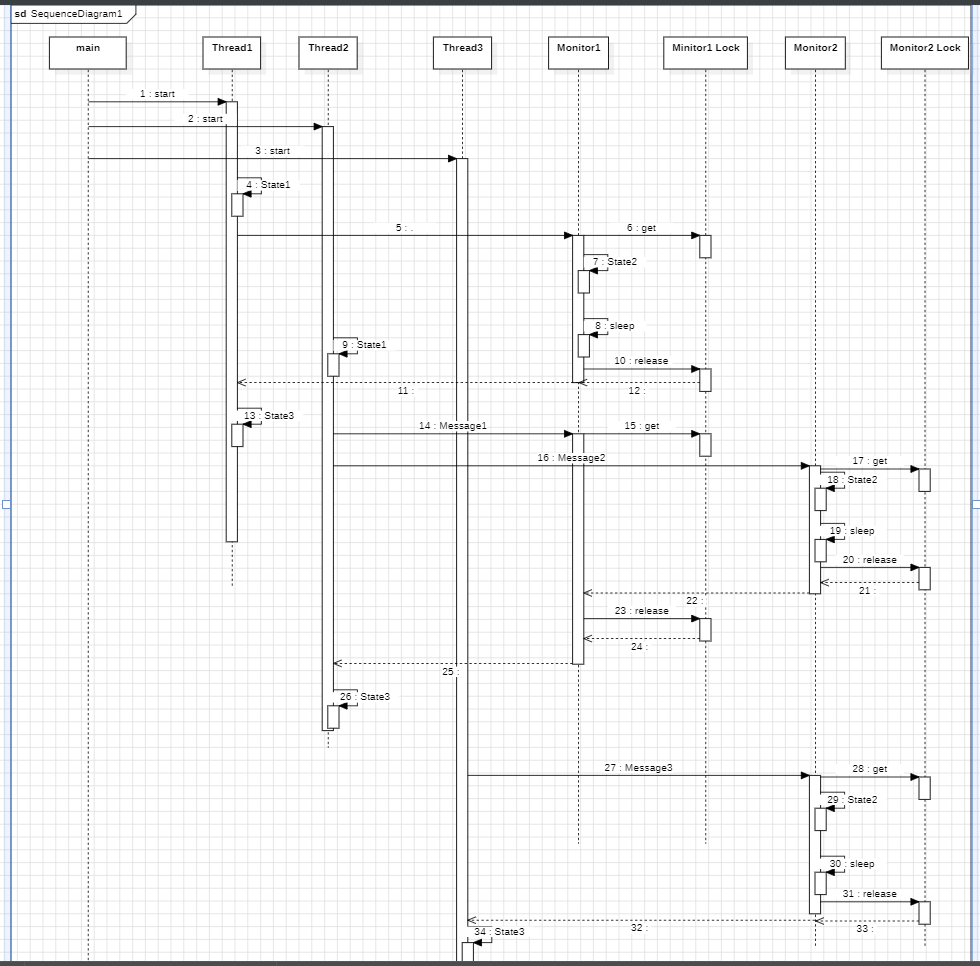 sd SequenceDiagram1
main
Thread1
Thread2
Thread3
Monitor1
Minitor1 Lock
Monitor2
Monitor2 Lock
1 : start
2 : start
3 : start
4 : State1
5 : .
6 : get
7 : State2
8 : sleep
9 : State1
10 : release
11 :
12 :
13 : State3
14 : Message1
15 : get
16 : Message2
17 : get
18 : State2
19 : sleep
20 : release
21 :
22 :
23 : release
24 :
25 :
26 : State3
27 : Message3
28 : get
29 : State2
30 : sleep
31 : release
32 :
33 :
34 : State3